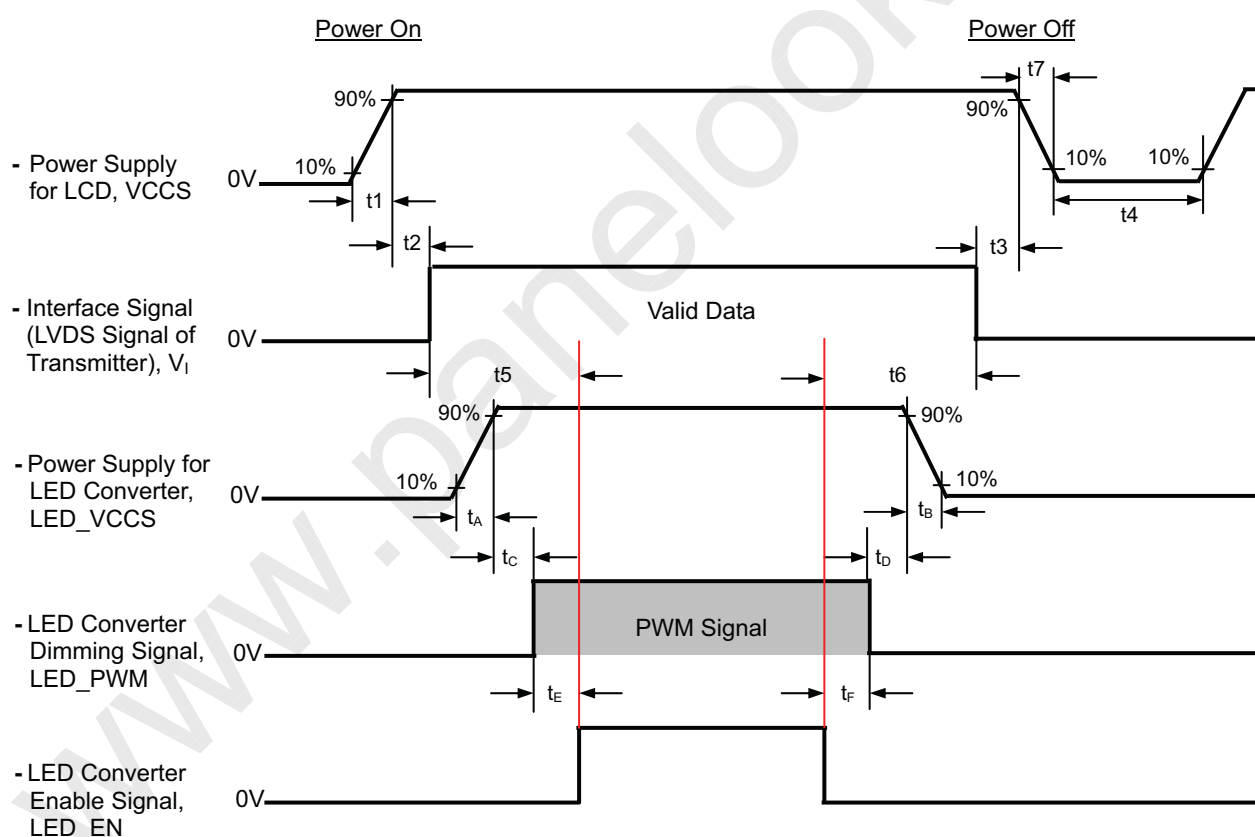 Power On
Power Off
t7
90%
90%
- Power Supply
for LCD, VCCS
0V
10%
10%
10%
t1
t4
t2
t3
- Interface Signal
(LVDS Signal of
Transmitter), VI
0V
Valid Data
t5
t6
90%
90%
- Power Supply for
LED Converter,
LED_VCCS
0V
10%
10%
tA
tB
tC
tD
- LED Converter
Dimming Signal,
LED_PWM
0V
PWM Signal
tE
tF
- LED Converter
Enable Signal,
LED_EN
0V